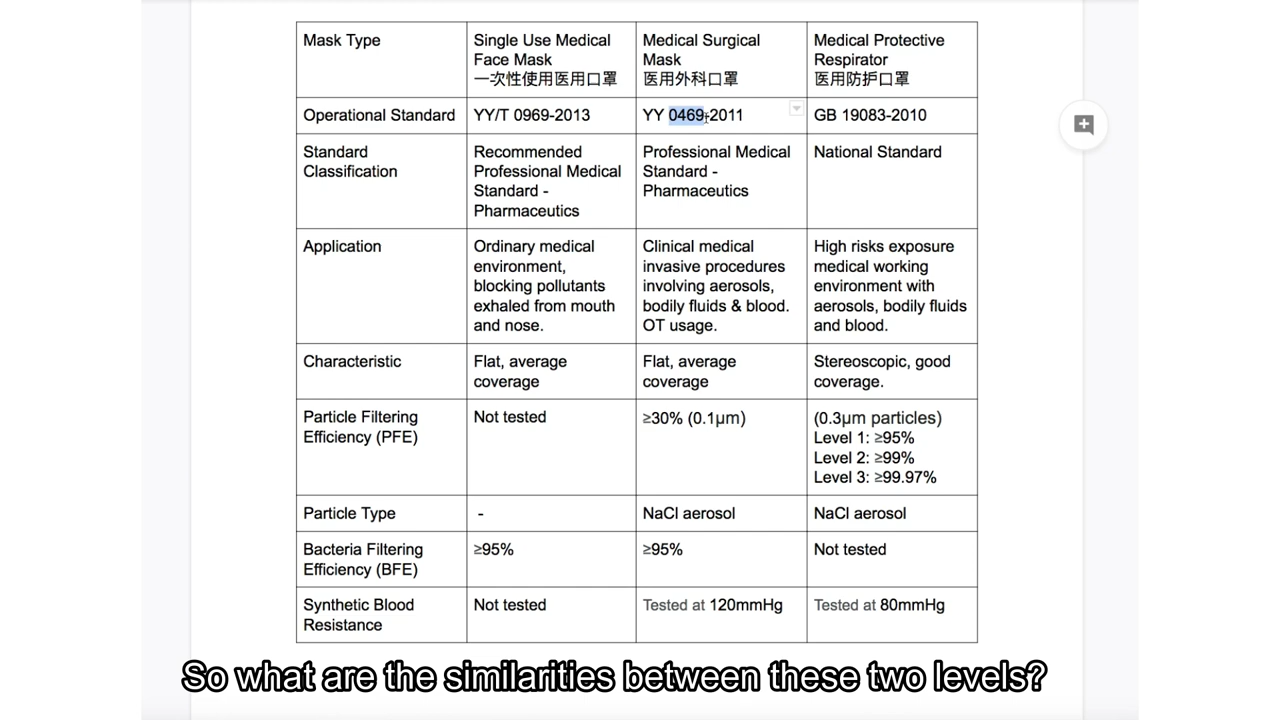 Mask Type
Single Use Medical
Face Mask
一次性使用医用口罩
Medical Surgical
Mask
医用外科口罩
Medical Protective
Respirator
医用防护口罩
Operational Standard
YY/T 0969-2013
YY 0469-2011
GB 19083-2010
Standard
Classification
Recommended
Professional Medical
Standard -
Pharmaceutics
Professional Medical
Standard -
Pharmaceutics
National Standard
Application
Ordinary medical
environment,
blocking pollutants
exhaled from mouth
and nose.
Clinical medical
invasive procedures
involving aerosols,
bodily fluids & blood.
OT usage.
High risks exposure
medical working
environment with
aerosols, bodily fluids
and blood.
Characteristic
Flat, average
coverage
Flat, average
coverage
Stereoscopic, good
coverage.
Particle Filtering
Efficiency (PFE)
Not tested
≥30% (0.1μm)
(0.3μm particles)
Level 1: ≥95%
Level 2: ≥99%
Level 3: ≥99.97%
Particle Type
-
NaCl aerosol
NaCl aerosol
Bacteria Filtering
Efficiency (BFE)
≥95%
≥95%
Not tested
Synthetic Blood
Resistance
Not tested
Tested at 120mmHg
Tested at 80mmHg
So what are the similarities between these two levels?